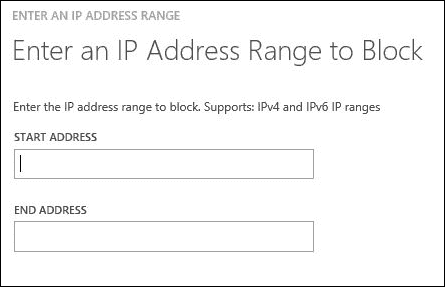 ENTER AN IP ADDRESS RANGE
Enter an IP Address Range to Block
Enter the IP address range to block. Supports: IPv4 and IPv6 IP ranges
START ADDRESS
END ADDRESS